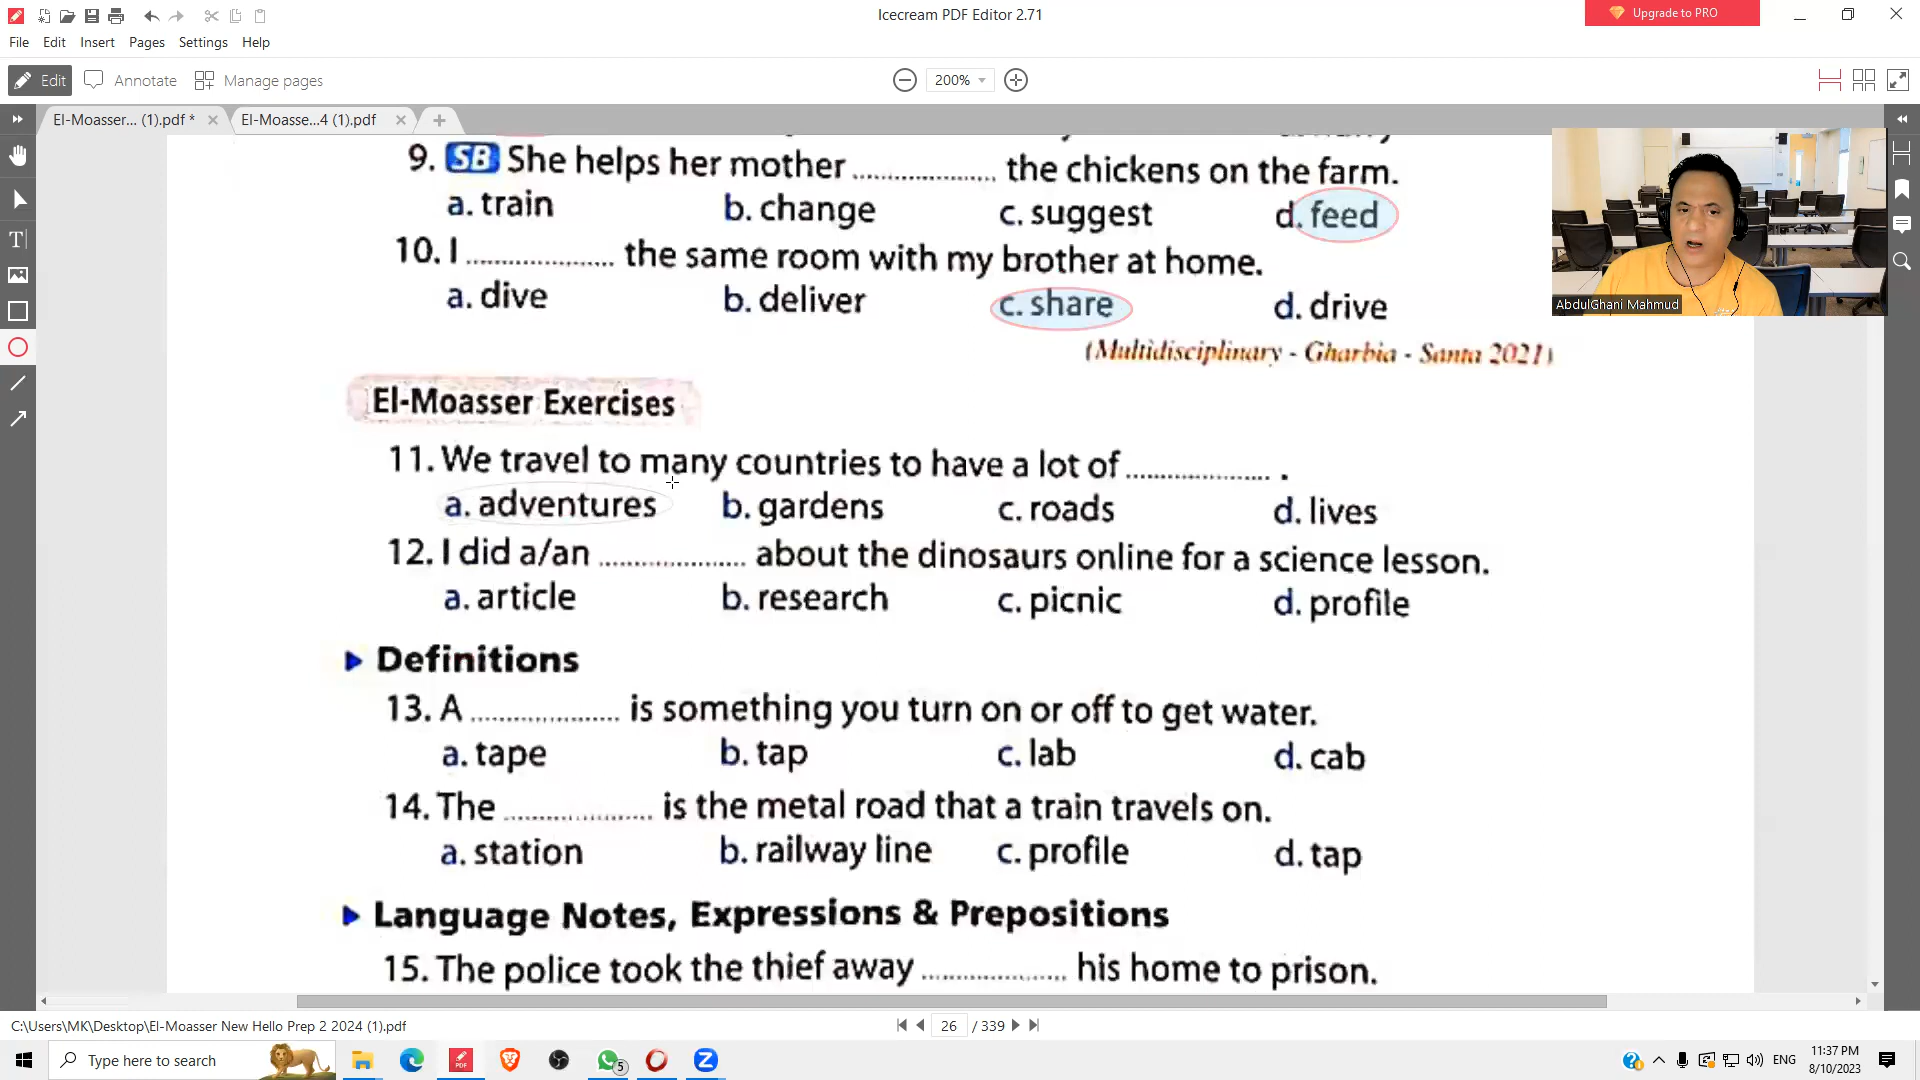 Icecream PDF Editor 2.71
Upgrade to PRO
File Edit Insert Pages Settings Help
Edit Annotate Manage pages
200%
El-Moasser... (1).pdf *
El-Moasse...4 (1).pdf
9. SB She helps her mother ................ the chickens on the farm.
a. train b. change c. suggest d. feed
10. I ................ the same room with my brother at home.
a. dive b. deliver c. share d. drive
(Multidisciplinary - Gharbia - Santa 2021)
AbdulGhani Mahmud
El-Moasser Exercises
11. We travel to many countries to have a lot of ................ .
a. adventures b. gardens c. roads d. lives
12. I did a/an ................ about the dinosaurs online for a science lesson.
a. article b. research c. picnic d. profile
Definitions
13. A ................ is something you turn on or off to get water.
a. tape b. tap c. lab d. cab
14. The ................ is the metal road that a train travels on.
a. station b. railway line c. profile d. tap
Language Notes, Expressions & Prepositions
15. The police took the thief away ................ his home to prison.
C:\Users\MK\Desktop\El-Moasser New Hello Prep 2 2024 (1).pdf
26 / 339
Type here to search
PDF
5
ENG
11:37 PM
8/10/2023